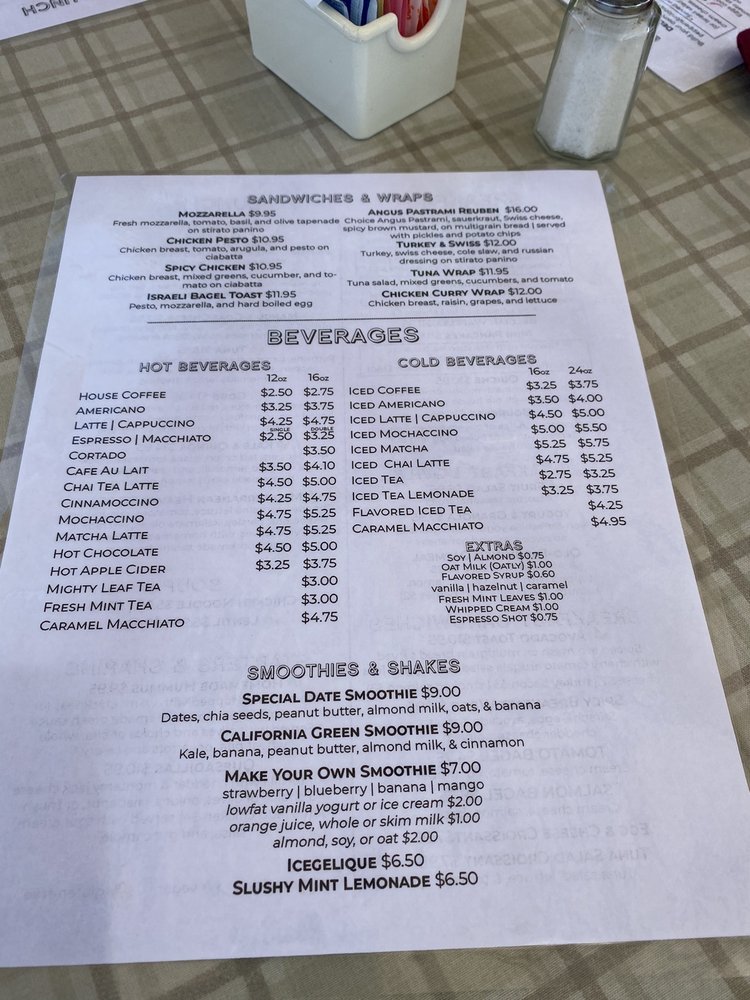 SANDWICHES & WRAPS
MOZZARELLA $9.95
Fresh mozzarella, tomato, basil, and olive tapenade
on stirato panino
CHICKEN PESTO $10.95
Chicken breast, tomato, arugula, and pesto on
ciabatta
SPICY CHICKEN $10.95
Chicken breast, mixed greens, cucumber, and to-
mato on ciabatta
ISRAELI BAGEL TOAST $11.95
Pesto, mozzarella, and hard boiled egg
ANGUS PASTRAMI REUBEN $16.00
Choice Angus Pastrami, sauerkraut, Swiss cheese,
spicy brown mustard, on multigrain bread | served
with pickles and potato chips
TURKEY & SWISS $12.00
Turkey, swiss cheese, cole slaw, and russian
dressing on stirato panino
TUNA WRAP $11.95
Tuna salad, mixed greens, cucumbers, and tomato
CHICKEN CURRY WRAP $12.00
Chicken breast, raisin, grapes, and lettuce
BEVERAGES
HOT BEVERAGES
12oz 16oz
HOUSE COFFEE $2.50 $2.75
AMERICANO $3.25 $3.75
LATTE | CAPPUCCINO $4.25 $4.75
SINGLE DOUBLE
ESPRESSO | MACCHIATO $2.50 $3.25
CORTADO $3.50
CAFE AU LAIT $3.50 $4.10
CHAI TEA LATTE $4.50 $5.00
CINNAMOCCINO $4.25 $4.75
MOCHACCINO $4.75 $5.25
MATCHA LATTE $4.75 $5.25
HOT CHOCOLATE $4.50 $5.00
HOT APPLE CIDER $3.25 $3.75
MIGHTY LEAF TEA $3.00
FRESH MINT TEA $3.00
CARAMEL MACCHIATO $4.75
COLD BEVERAGES
16oz 24oz
ICED COFFEE $3.25 $3.75
ICED AMERICANO $3.50 $4.00
ICED LATTE | CAPPUCCINO $4.50 $5.00
ICED MOCHACCINO $5.00 $5.50
ICED MATCHA $5.25 $5.75
ICED CHAI LATTE $4.75 $5.25
ICED TEA $2.75 $3.25
ICED TEA LEMONADE $3.25 $3.75
FLAVORED ICED TEA $4.25
CARAMEL MACCHIATO $4.95
EXTRAS
SOY | ALMOND $0.75
OAT MILK (OATLY) $1.00
FLAVORED SYRUP $0.60
vanilla | hazelnut | caramel
FRESH MINT LEAVES $1.00
WHIPPED CREAM $1.00
ESPRESSO SHOT $0.75
SMOOTHIES & SHAKES
SPECIAL DATE SMOOTHIE $9.00
Dates, chia seeds, peanut butter, almond milk, oats, & banana
CALIFORNIA GREEN SMOOTHIE $9.00
Kale, banana, peanut butter, almond milk, & cinnamon
MAKE YOUR OWN SMOOTHIE $7.00
strawberry | blueberry | banana | mango
lowfat vanilla yogurt or ice cream $2.00
orange juice, whole or skim milk $1.00
almond, soy, or oat $2.00
ICEGELIQUE $6.50
SLUSHY MINT LEMONADE $6.50